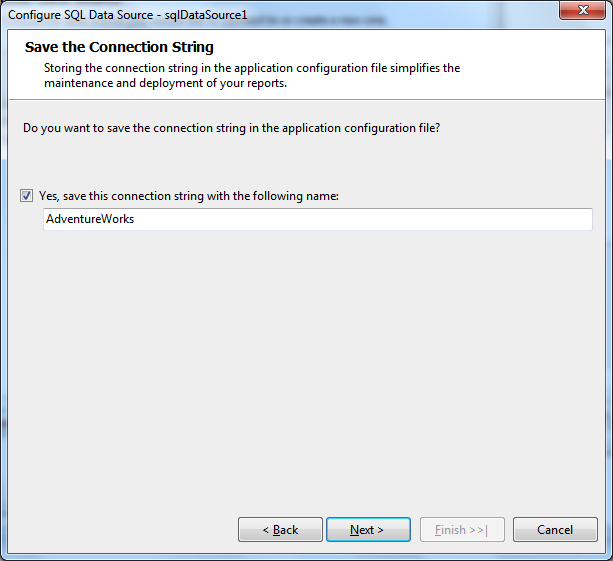 Configure SQL Data Source - sqlDataSource1
Save the Connection String
Storing the connection string in the application configuration file simplifies the
maintenance and deployment of your reports.
Do you want to save the connection string in the application configuration file?
Yes, save this connection string with the following name:
AdventureWorks
< Back
Next >
Finish >>|
Cancel